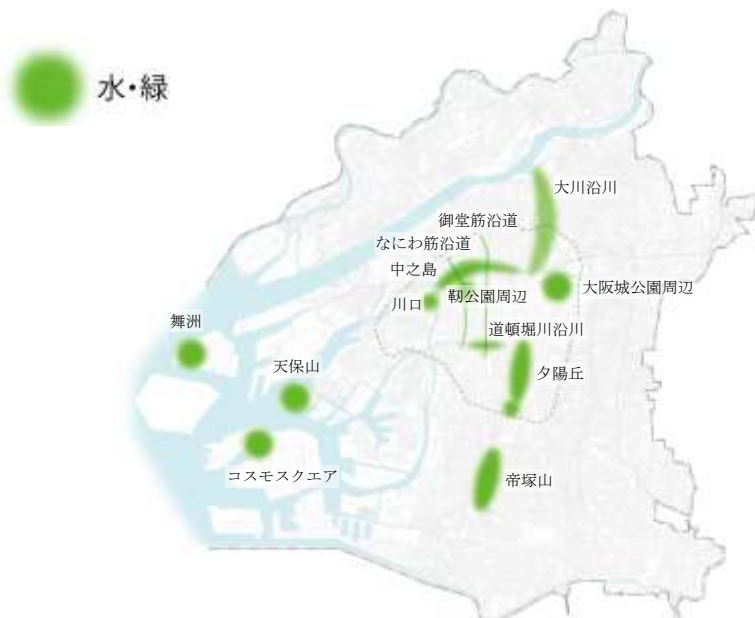 水・緑
大川沿川
御堂筋沿道
なにわ筋沿道
中之島
大阪城公園周辺
川口
靭公園周辺
舞洲
道頓堀川沿川
天保山
夕陽丘
コスモスクエア
帝塚山